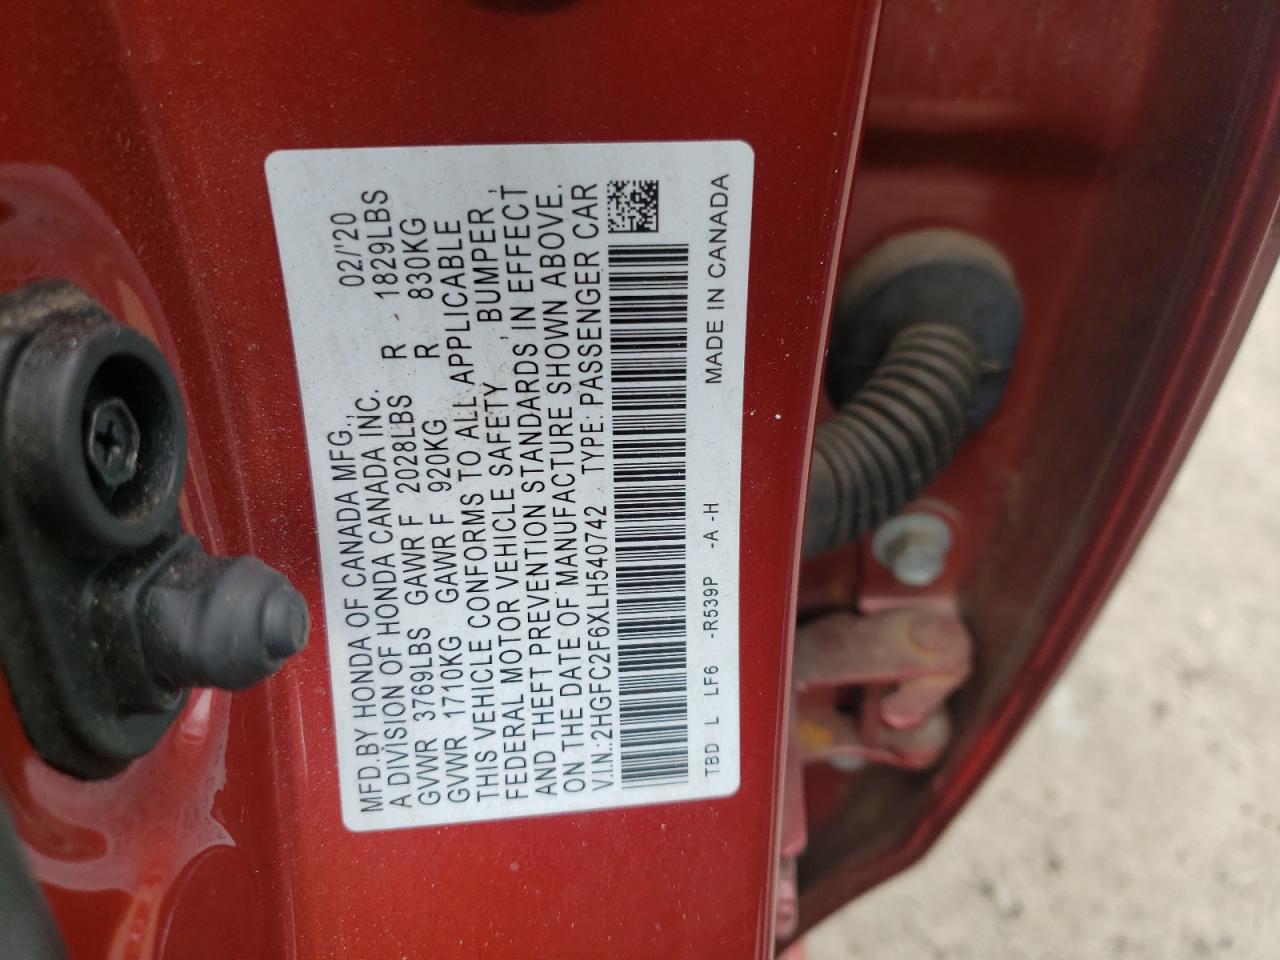 MFD. BY HONDA OF CANADA MFG., 02/'20
A DIVISION OF HONDA CANADA INC.
GVWR 3769LBS GAWR F 2028LBS R 1829LBS
GVWR 1710KG GAWR F 920KG R 830KG
THIS VEHICLE CONFORMS TO ALL APPLICABLE
FEDERAL MOTOR VEHICLE SAFETY , BUMPER ,
AND THEFT PREVENTION STANDARDS IN EFFECT
ON THE DATE OF MANUFACTURE SHOWN ABOVE.
V.I.N.:2HGFC2F6XLH540742 TYPE: PASSENGER CAR
TBD L LF6 -R539P -A -H MADE IN CANADA